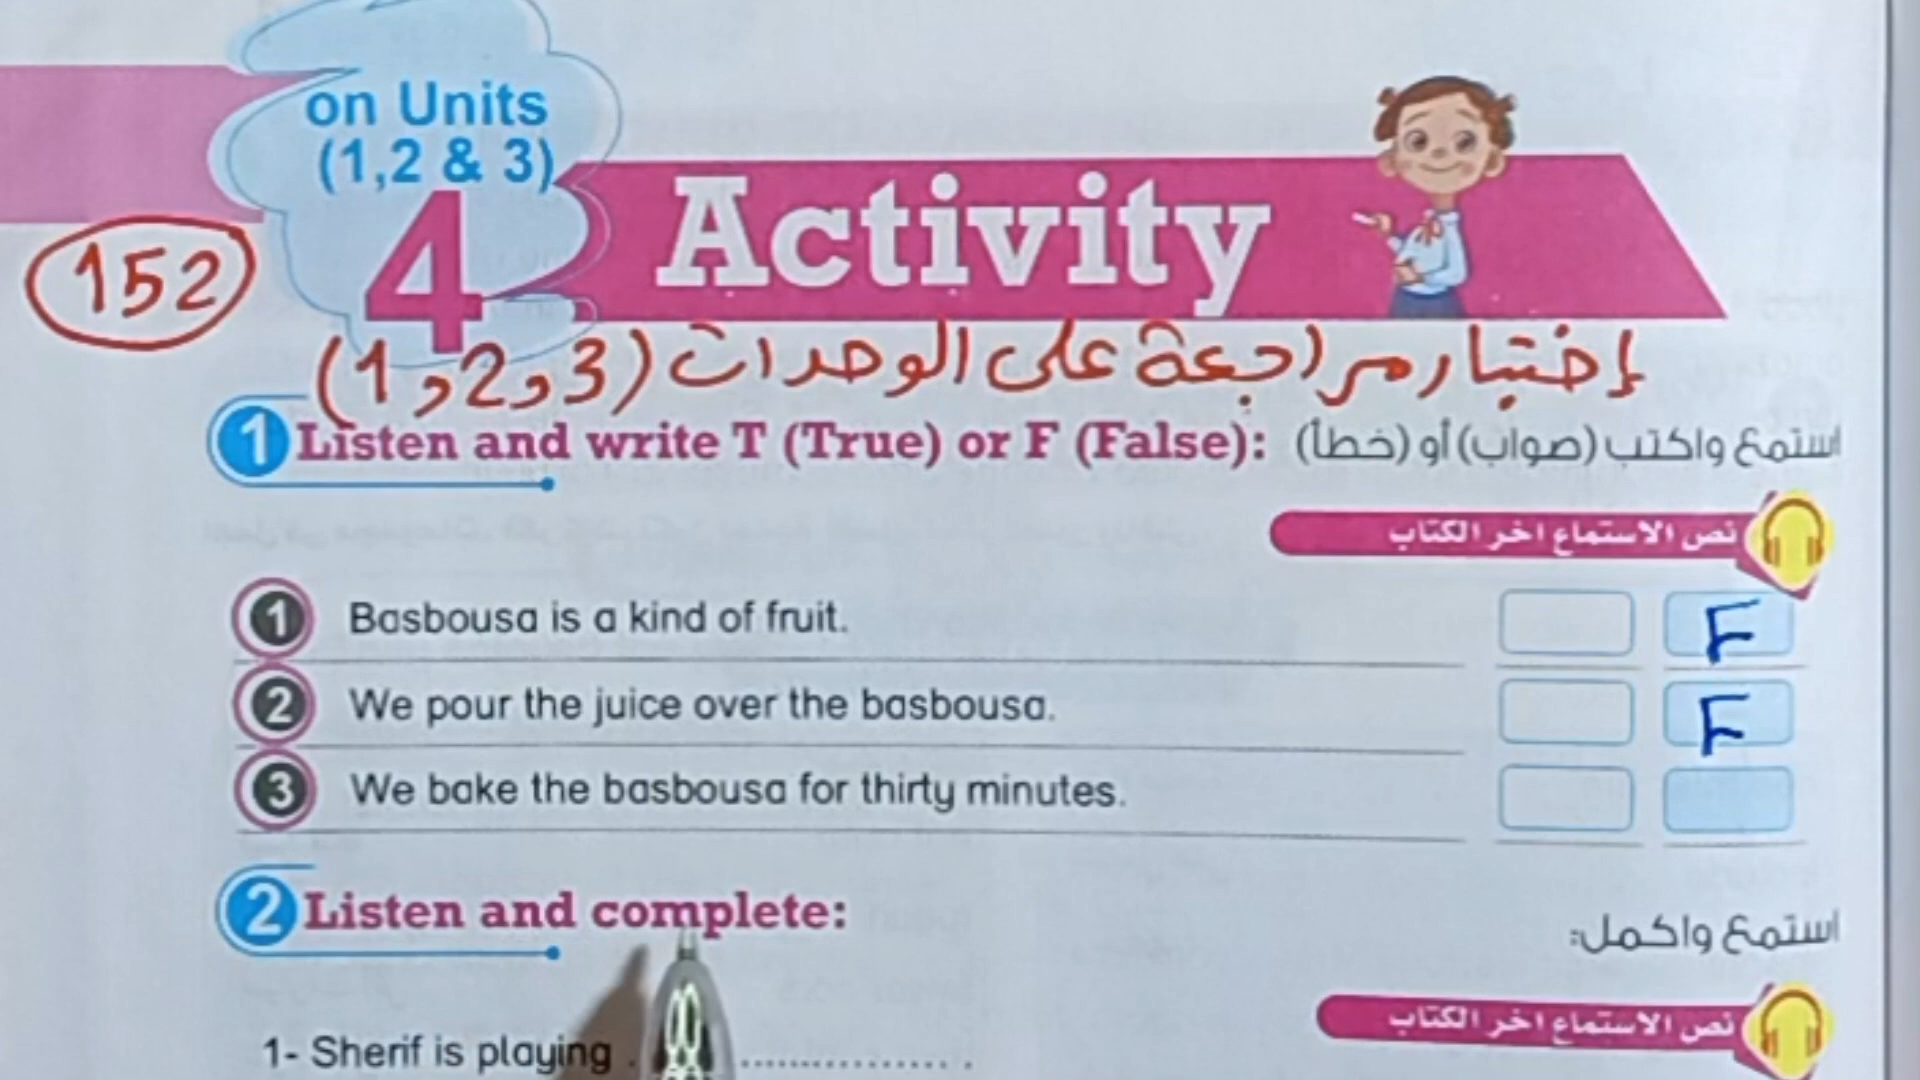 on Units
(1,2 & 3)
4 Activity
152
إختبار مراجعة على الوحدات (1,2,3)
1 Listen and write T (True) or F (False): استمع واكتب (صواب) أو (خطأ)
نص الاستماع اخر الكتاب
1 Basbousa is a kind of fruit. F
2 We pour the juice over the basbousa. F
3 We bake the basbousa for thirty minutes.
2 Listen and complete: استمع واكمل:
نص الاستماع اخر الكتاب
1- Sherif is playing ................ .